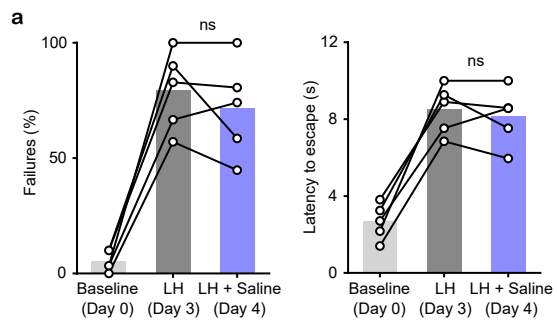 a
ns
100
50
0
Failures (%)
Baseline
(Day 0)
LH
(Day 3)
LH + Saline
(Day 4)
ns
12
8
4
0
Latency to escape (s)
Baseline
(Day 0)
LH
(Day 3)
LH + Saline
(Day 4)